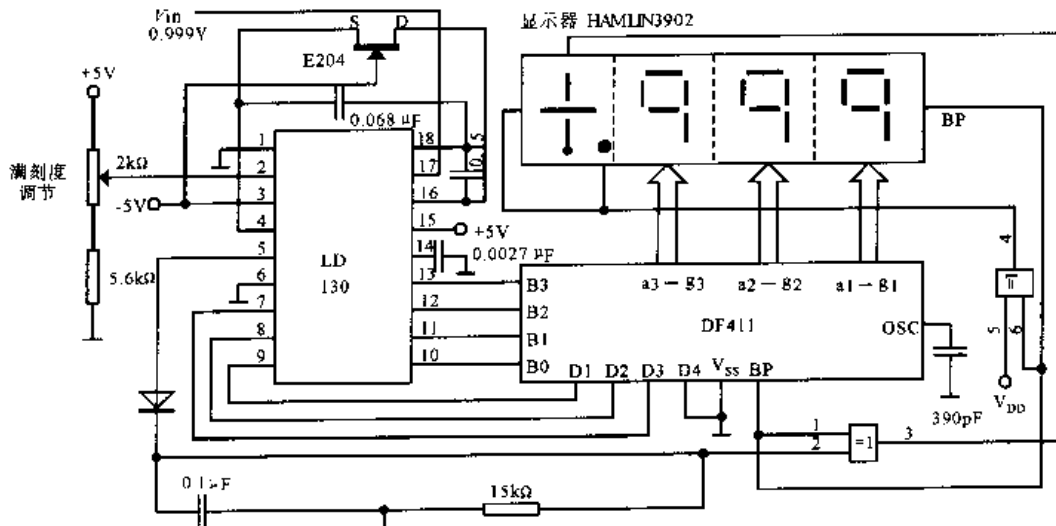 显示器 HAMLIN3902
Vin
0.999V
S D
E204
+5V
0.068 μF
BP
满刻度
调节
2kΩ
-5V
5.6kΩ
1
2
3
4
5
6
7
8
9
LD
130
18
17
16
15
14
13
12
11
10
+5V
0.0027 μF
B3
B2
B1
B0
a3-g3
a2-g2
a1-g1
DF411
OSC
D1 D2 D3 D4 VSS BP
390pF
4
5
6
VDD
1
2
=1
3
0.1μF
15kΩ